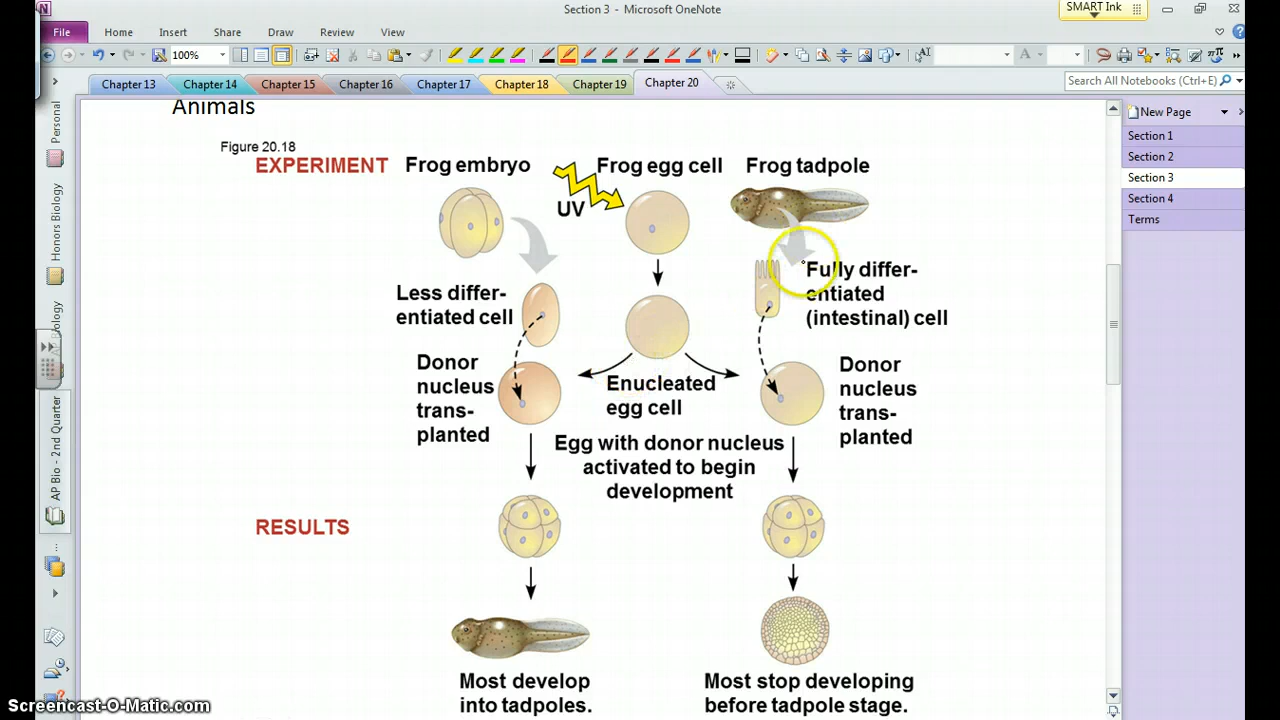 Section 3 - Microsoft OneNote
SMART Ink
File Home Insert Share Draw Review View
100%
Chapter 13 Chapter 14 Chapter 15 Chapter 16 Chapter 17 Chapter 18 Chapter 19 Chapter 20
Search All Notebooks (Ctrl+E)
New Page
Section 1
Section 2
Section 3
Section 4
Terms
Personal
Honors Biology
AP Bio - 2nd Quarter
Animals
Figure 20.18
EXPERIMENT
Frog embryo
Frog egg cell
Frog tadpole
UV
Less differ-
entiated cell
Fully differ-
entiated
(intestinal) cell
Donor
nucleus
trans-
planted
Enucleated
egg cell
Donor
nucleus
trans-
planted
Egg with donor nucleus
activated to begin
development
RESULTS
Most develop
into tadpoles.
Most stop developing
before tadpole stage.
Screencast-O-Matic.com